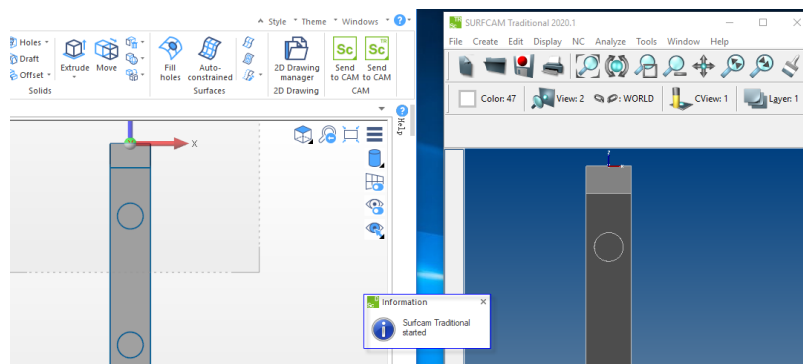 Style Theme Windows ?
Holes
Draft
Offset
Solids
Extrude
Move
Fill holes
Auto-constrained
Surfaces
2D Drawing manager
2D Drawing
Sc Send to CAM
Sc Send to CAM
CAM
? Help
X
SURFCAM Traditional 2020.1
File Create Edit Display NC Analyze Tools Window Help
Color: 47 View: 2 : WORLD CView: 1 Layer: 1
Information
Surfcam Traditional
started